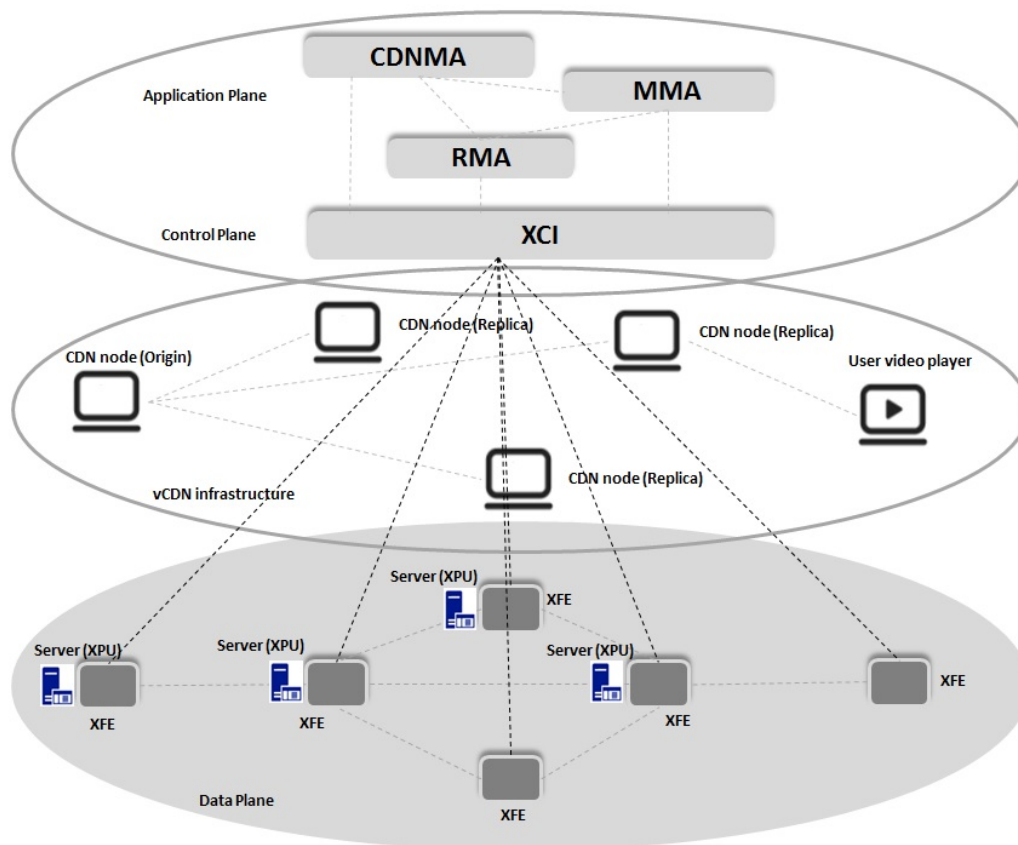 CDNMA
Application Plane
MMA
RMA
Control Plane
XCI
CDN node (Replica)
CDN node (Replica)
CDN node (Origin)
User video player
CDN node (Replica)
vCDN infrastructure
Server (XPU)
XFE
Server (XPU)
Server (XPU)
Server (XPU)
XFE
XFE
XFE
XFE
Data Plane
XFE